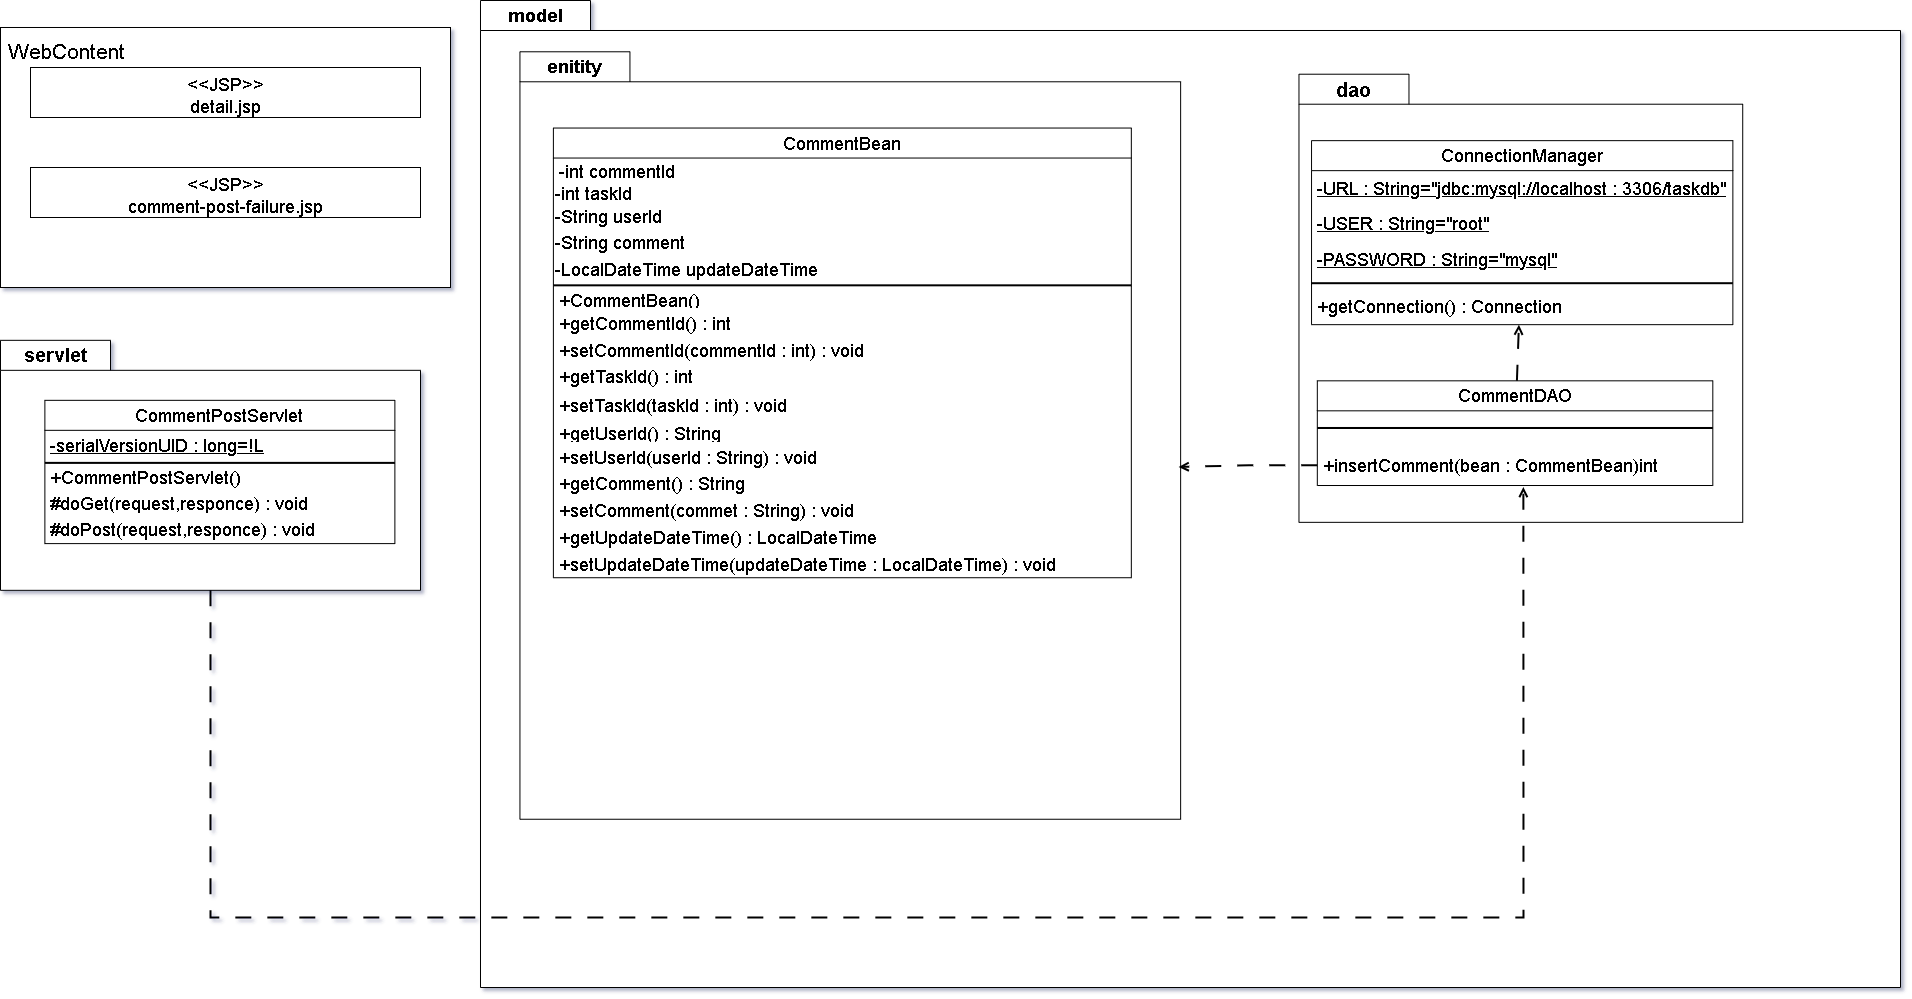 WebContent
<<JSP>>
detail.jsp
<<JSP>>
comment-post-failure.jsp
servlet
CommentPostServlet
-serialVersionUID : long=!L
+CommentPostServlet()
#doGet(request,responce) : void
#doPost(request,responce) : void
model
enitity
CommentBean
-int commentId
-int taskId
-String userId
-String comment
-LocalDateTime updateDateTime
+CommentBean()
+getCommentId() : int
+setCommentId(commentId : int) : void
+getTaskId() : int
+setTaskId(taskId : int) : void
+getUserId() : String
+setUserId(userId : String) : void
+getComment() : String
+setComment(commet : String) : void
+getUpdateDateTime() : LocalDateTime
+setUpdateDateTime(updateDateTime : LocalDateTime) : void
dao
ConnectionManager
-URL : String="jdbc:mysql://localhost : 3306/taskdb"
-USER : String="root"
-PASSWORD : String="mysql"
+getConnection() : Connection
CommentDAO
+insertComment(bean : CommentBean)int